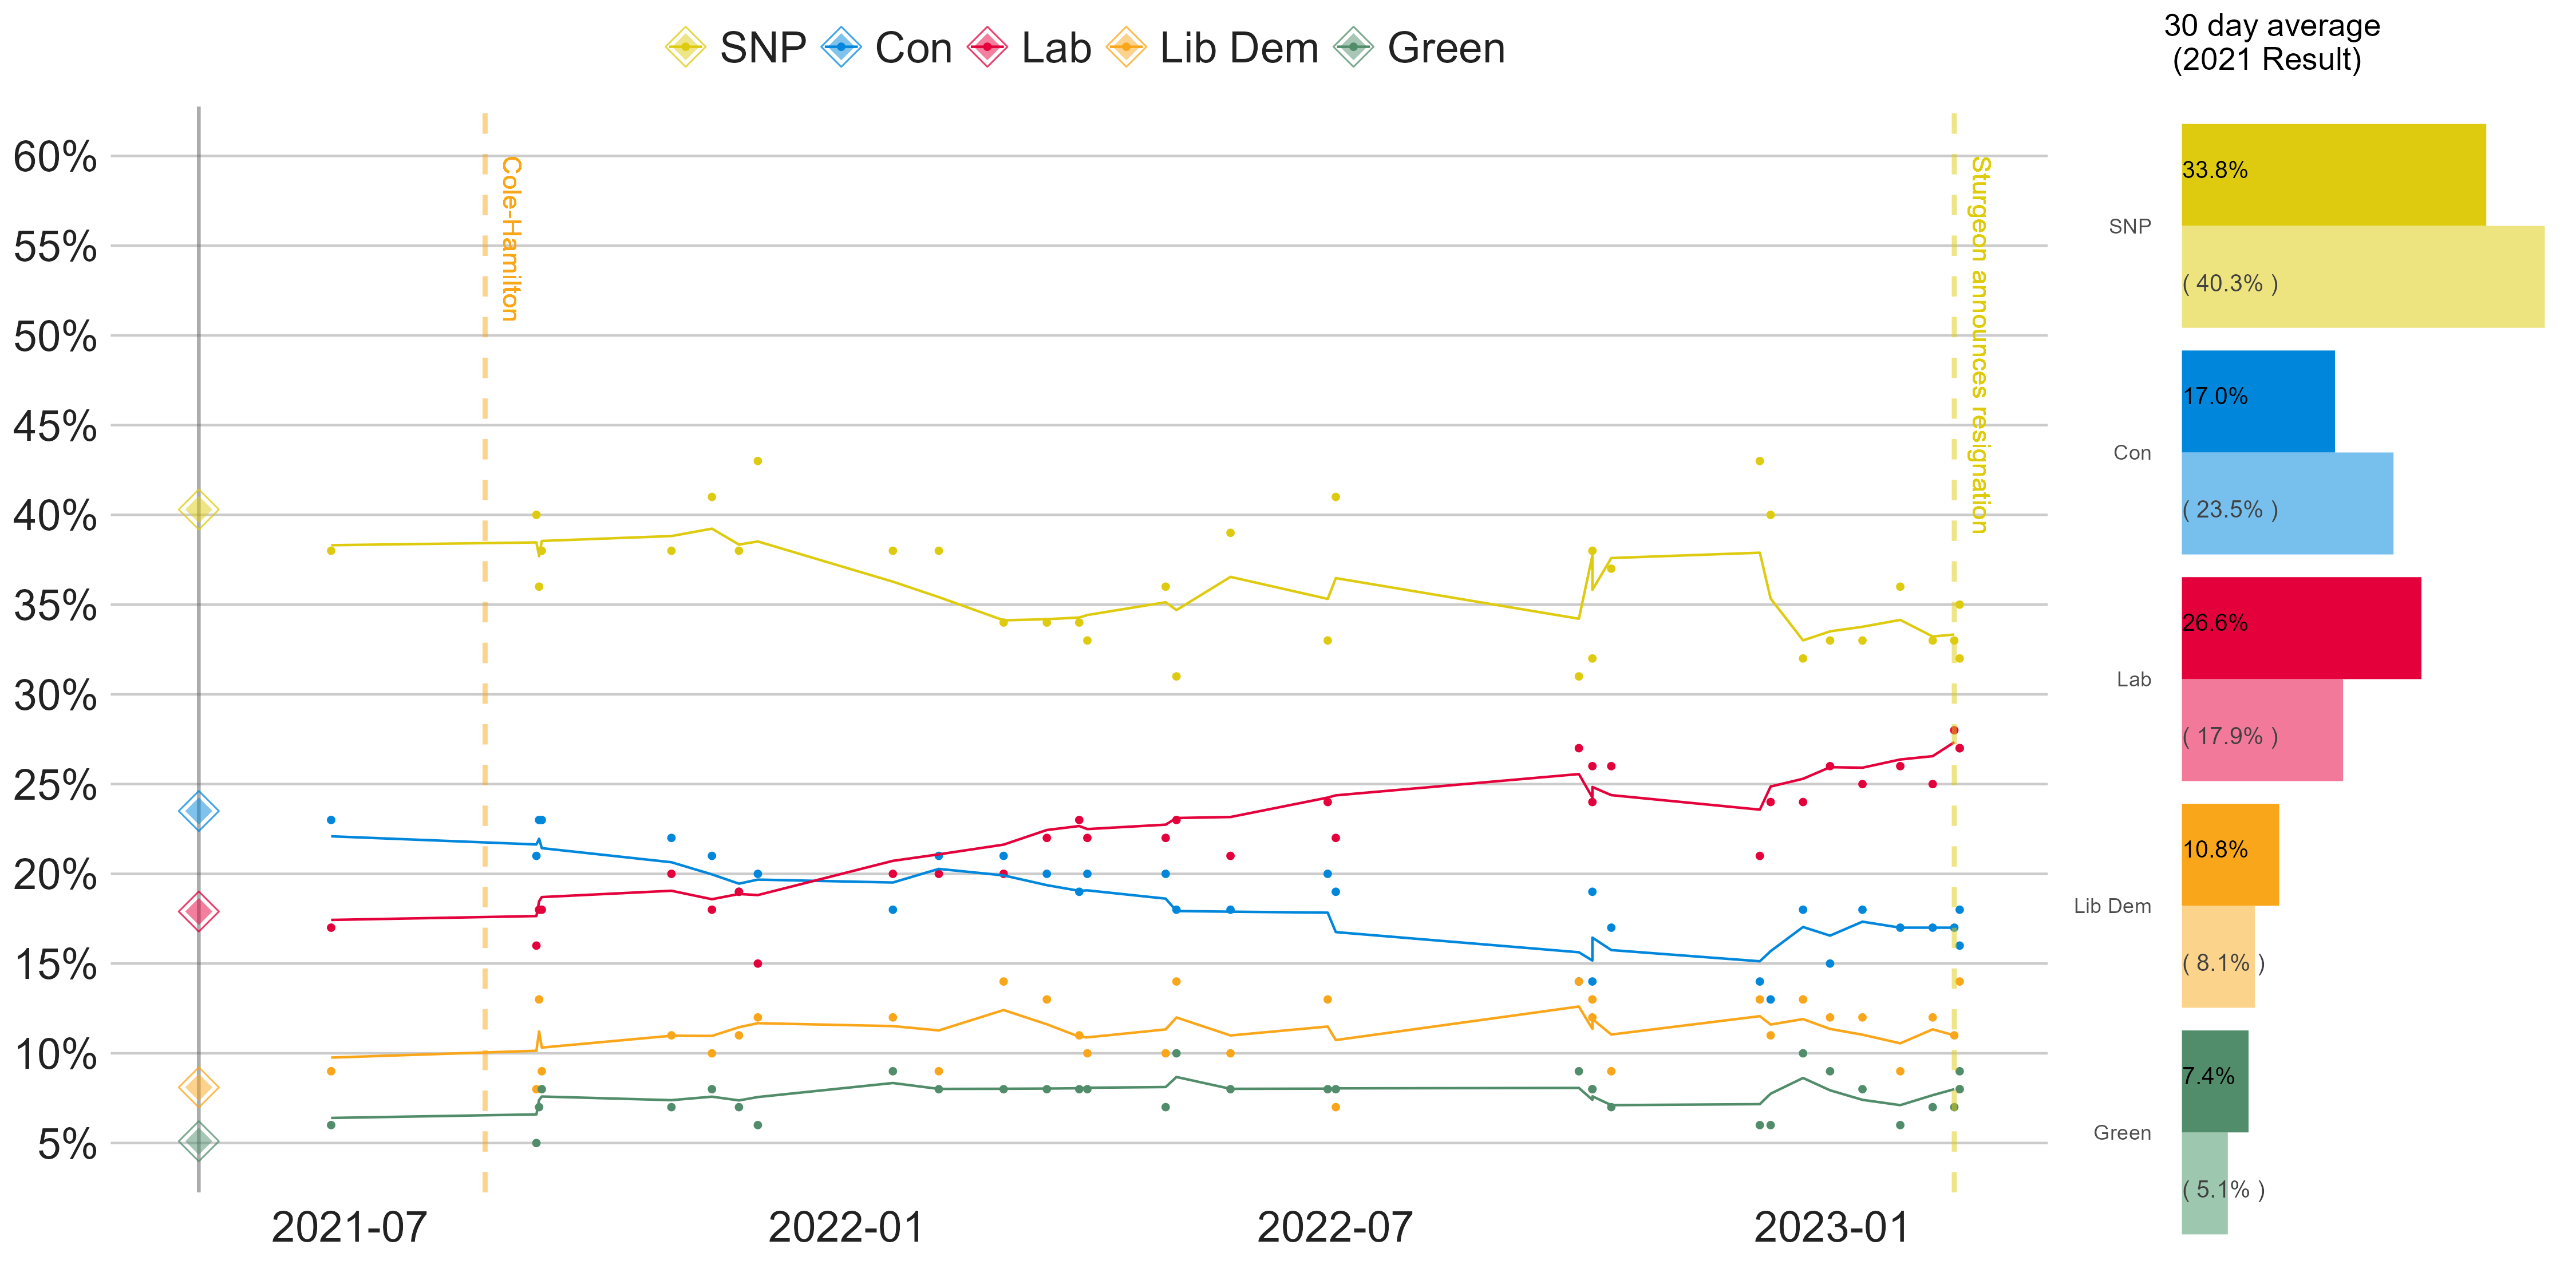 SNP Con Lab Lib Dem Green
30 day average
(2021 Result)
60%
55%
50%
45%
40%
35%
30%
25%
20%
15%
10%
5%
Cole-Hamilton
Sturgeon announces resignation
2021-07
2022-01
2022-07
2023-01
SNP
33.8%
( 40.3% )
Con
17.0%
( 23.5% )
Lab
26.6%
( 17.9% )
Lib Dem
10.8%
( 8.1% )
Green
7.4%
( 5.1% )